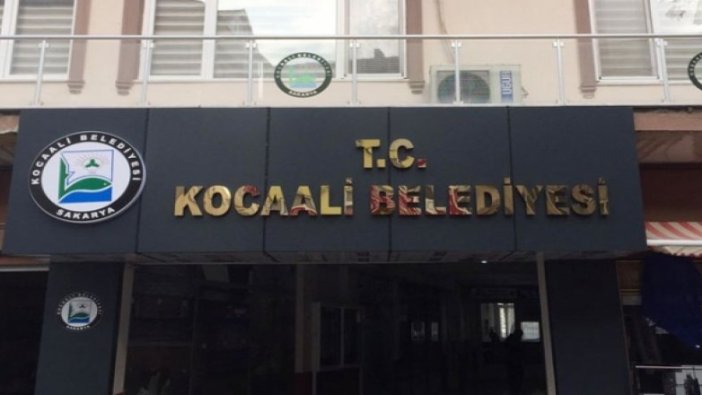 T.C.
KOCAALİ BELEDİYESİ
KOCAALİ BELEDİYESİ
SAKARYA